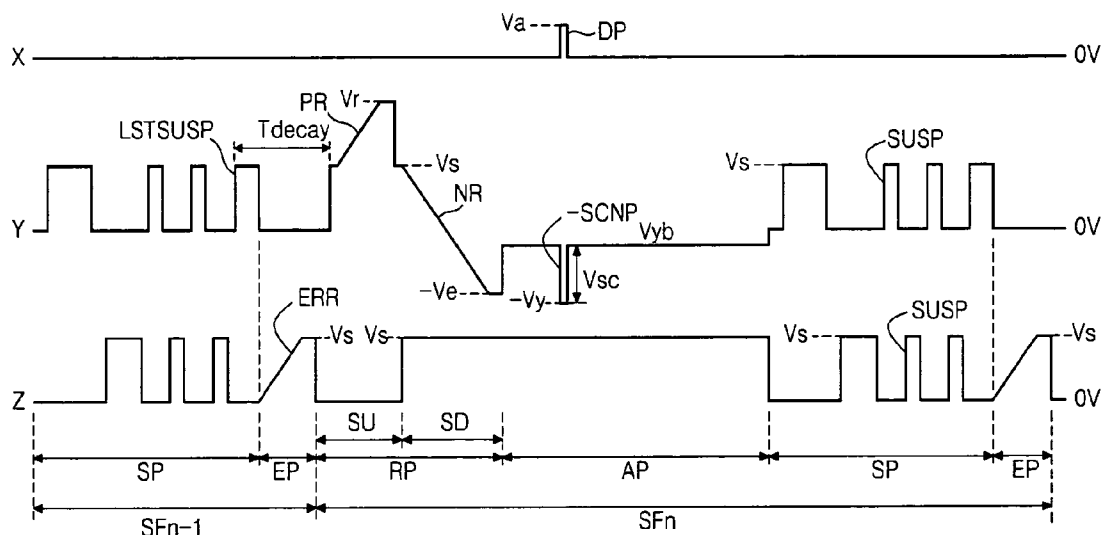 Va DP
X 0V
PR Vr
LSTSUSP Tdecay
Vs Vs SUSP
NR -SCNP
Y Vyb 0V
Vsc
-Ve -Vy
ERR SUSP
Vs Vs Vs Vs
Z 0V
SU SD
SP EP RP AP SP EP
SFn-1 SFn